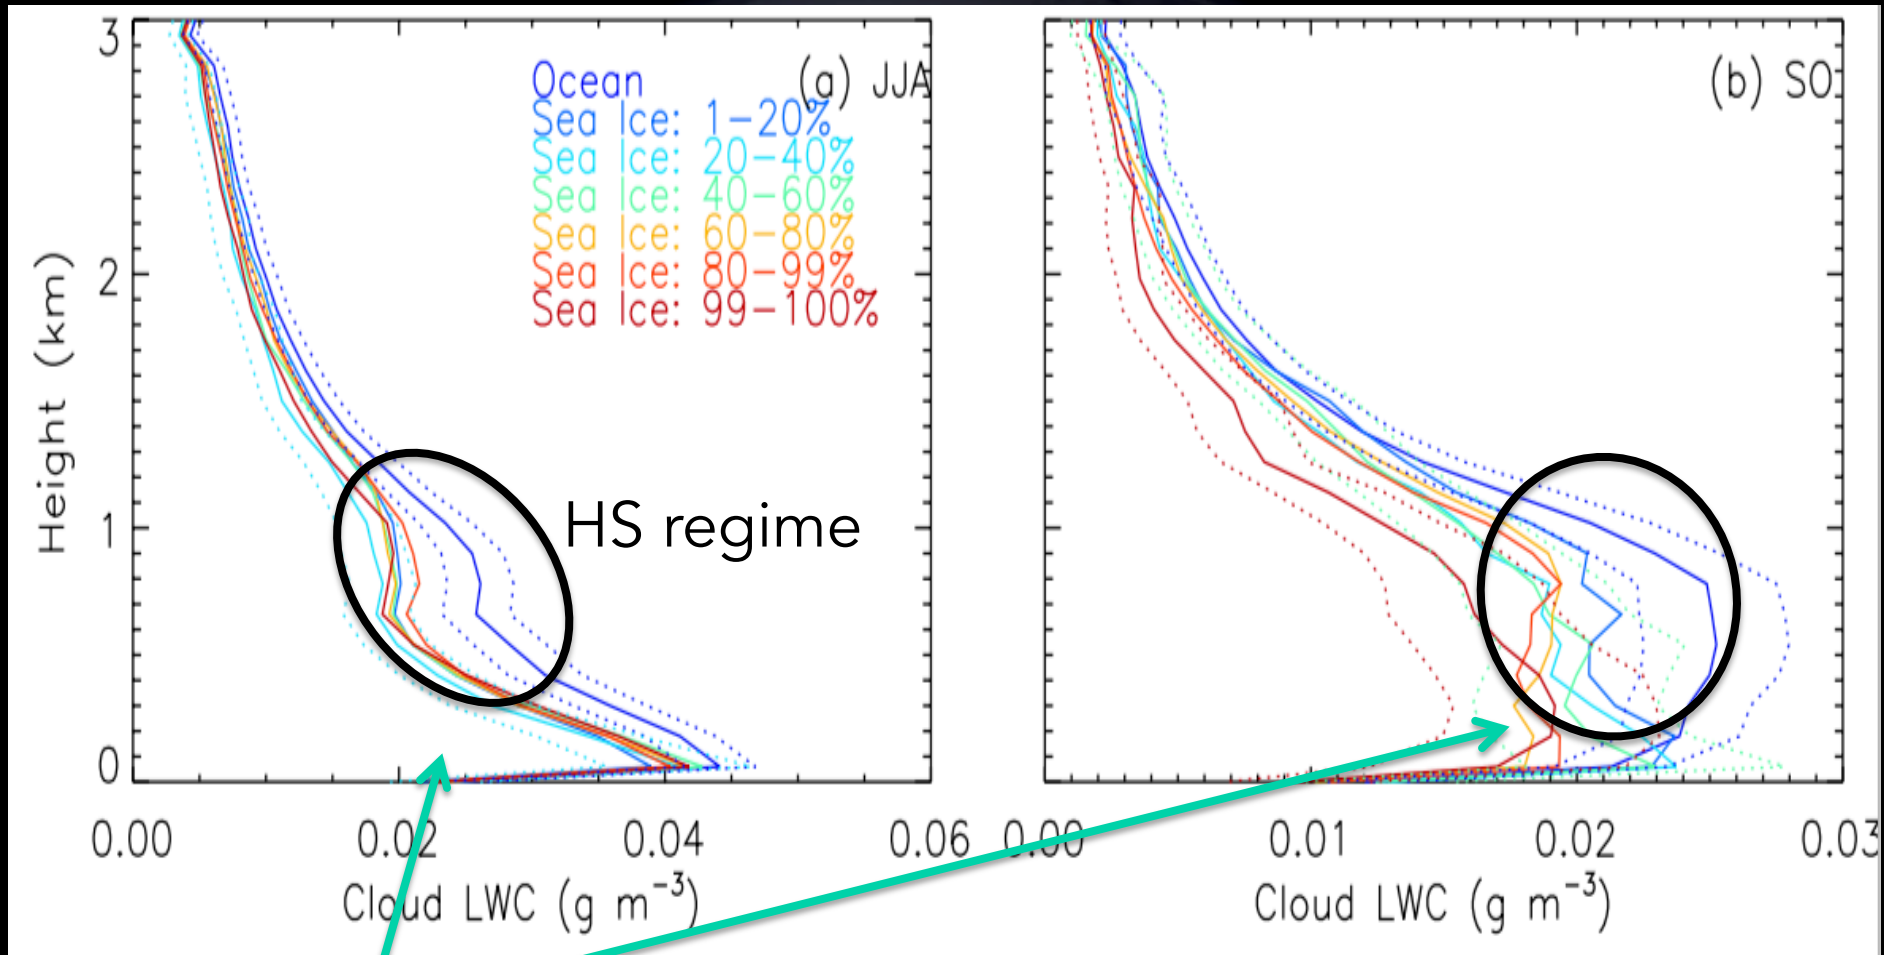 3
2
1
0
Height (km)
Ocean
Sea Ice: 1-20%
Sea Ice: 20-40%
Sea Ice: 40-60%
Sea Ice: 60-80%
Sea Ice: 80-99%
Sea Ice: 99-100%
(a) JJA
HS regime
0.00 0.02 0.04 0.06
Cloud LWC (g m⁻³)
(b) SO
0.00 0.01 0.02 0.03
Cloud LWC (g m⁻³)